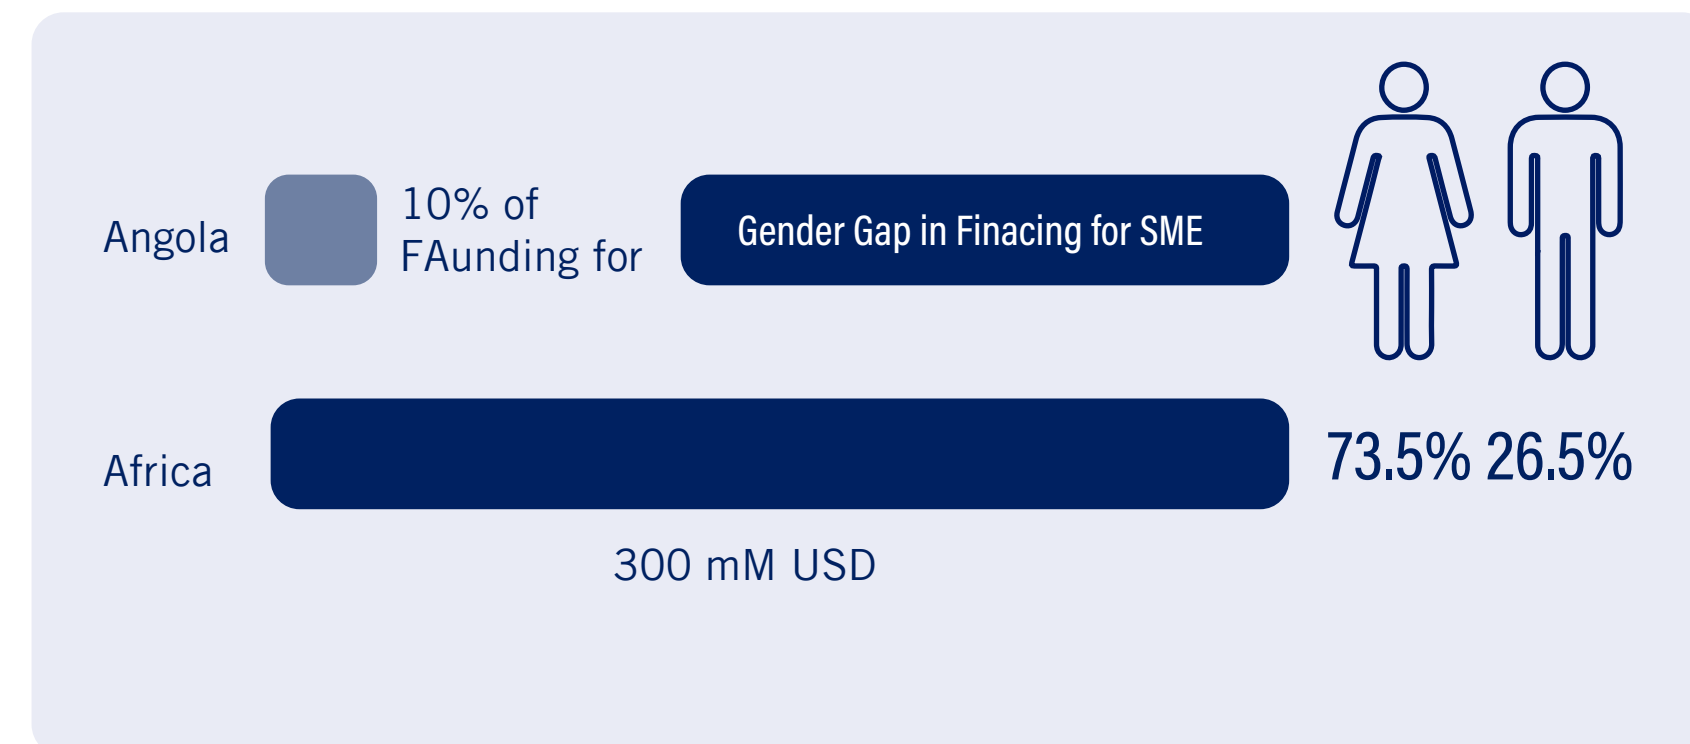 Angola
10% of
FAunding for
Gender Gap in Finacing for SME
Africa
73.5% 26.5%
300 mM USD